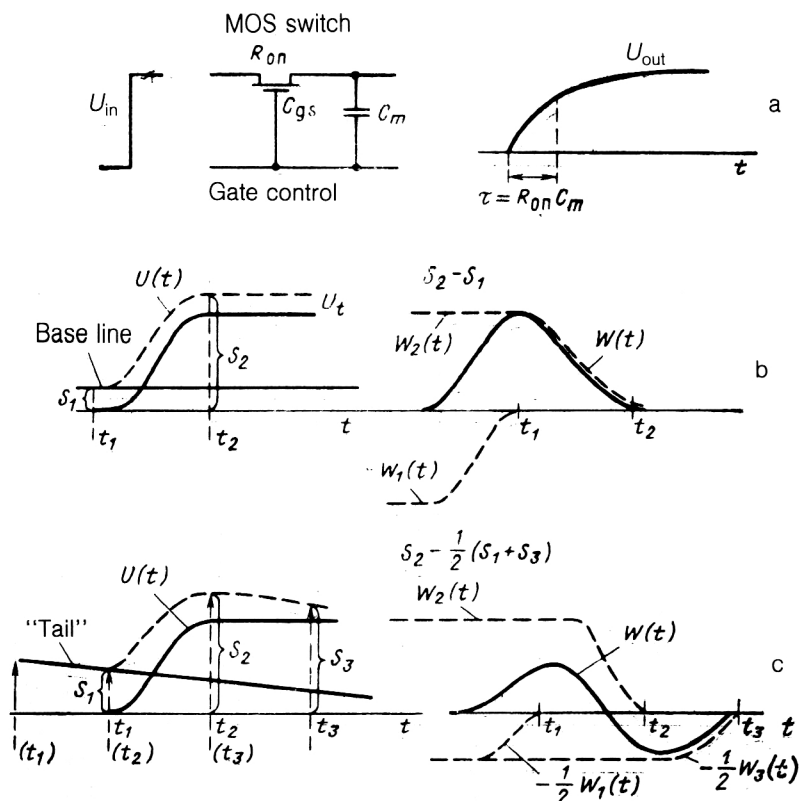 MOS switch
R_on
U_in
C_gs
C_m
Gate control
U_out
t
τ = R_on C_m
a
U(t)
U_t
Base line
S_1
S_2
t_1
t_2
t
S_2 − S_1
W_2(t)
W(t)
t_1
t_2
W_1(t)
b
U(t)
"Tail"
S_1
S_2
S_3
t_1
t_2
t_3
t
(t_1)
(t_2)
(t_3)
S_2 − 1/2 (S_1 + S_3)
W_2(t)
W(t)
t_1
t_2
t_3
t
−1/2 W_1(t)
−1/2 W_3(t)
c